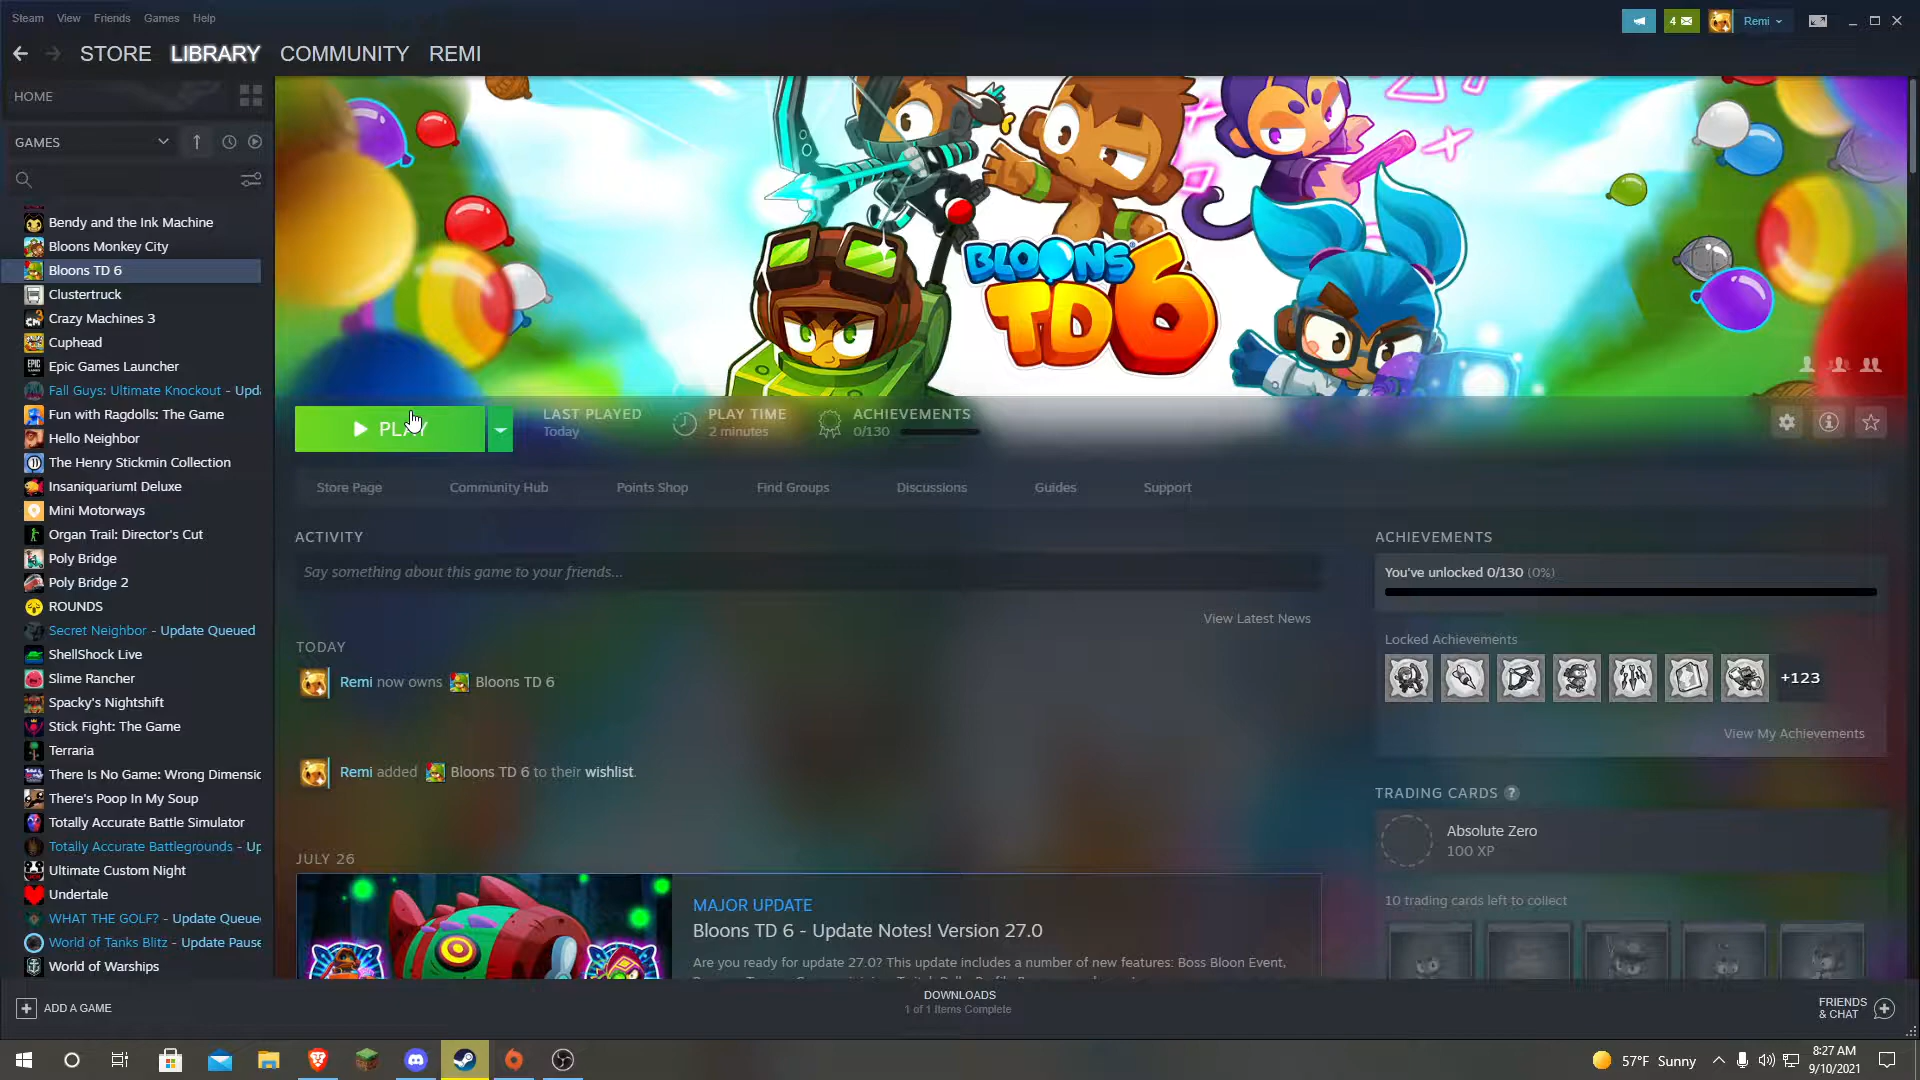 Steam View Friends Games Help
4
Remi
STORE LIBRARY COMMUNITY REMI
HOME
GAMES
Bendy and the Ink Machine
Bloons Monkey City
Bloons TD 6
Clustertruck
Crazy Machines 3
Cuphead
Epic Games Launcher
Fall Guys: Ultimate Knockout - Upda
Fun with Ragdolls: The Game
Hello Neighbor
The Henry Stickmin Collection
Insaniquarium! Deluxe
Mini Motorways
Organ Trail: Director's Cut
Poly Bridge
Poly Bridge 2
ROUNDS
Secret Neighbor - Update Queued
ShellShock Live
Slime Rancher
Spacky's Nightshift
Stick Fight: The Game
Terraria
There Is No Game: Wrong Dimensic
There's Poop In My Soup
Totally Accurate Battle Simulator
Totally Accurate Battlegrounds - Up
Ultimate Custom Night
Undertale
WHAT THE GOLF? - Update Queue
World of Tanks Blitz - Update Pause
World of Warships
ADD A GAME
BLOONS
TD6
PLAY
LAST PLAYED
Today
PLAY TIME
2 minutes
ACHIEVEMENTS
0/130
Store Page Community Hub Points Shop Find Groups Discussions Guides Support
ACTIVITY
Say something about this game to your friends...
View Latest News
TODAY
Remi now owns Bloons TD 6
Remi added Bloons TD 6 to their wishlist.
JULY 26
MAJOR UPDATE
Bloons TD 6 - Update Notes! Version 27.0
Are you ready for update 27.0? This update includes a number of new features: Boss Bloon Event,
ACHIEVEMENTS
You've unlocked 0/130 (0%)
Locked Achievements
+123
View My Achievements
TRADING CARDS ?
Absolute Zero
100 XP
10 trading cards left to collect
DOWNLOADS
1 of 1 Items Complete
FRIENDS
& CHAT
57°F Sunny
8:27 AM
9/10/2021